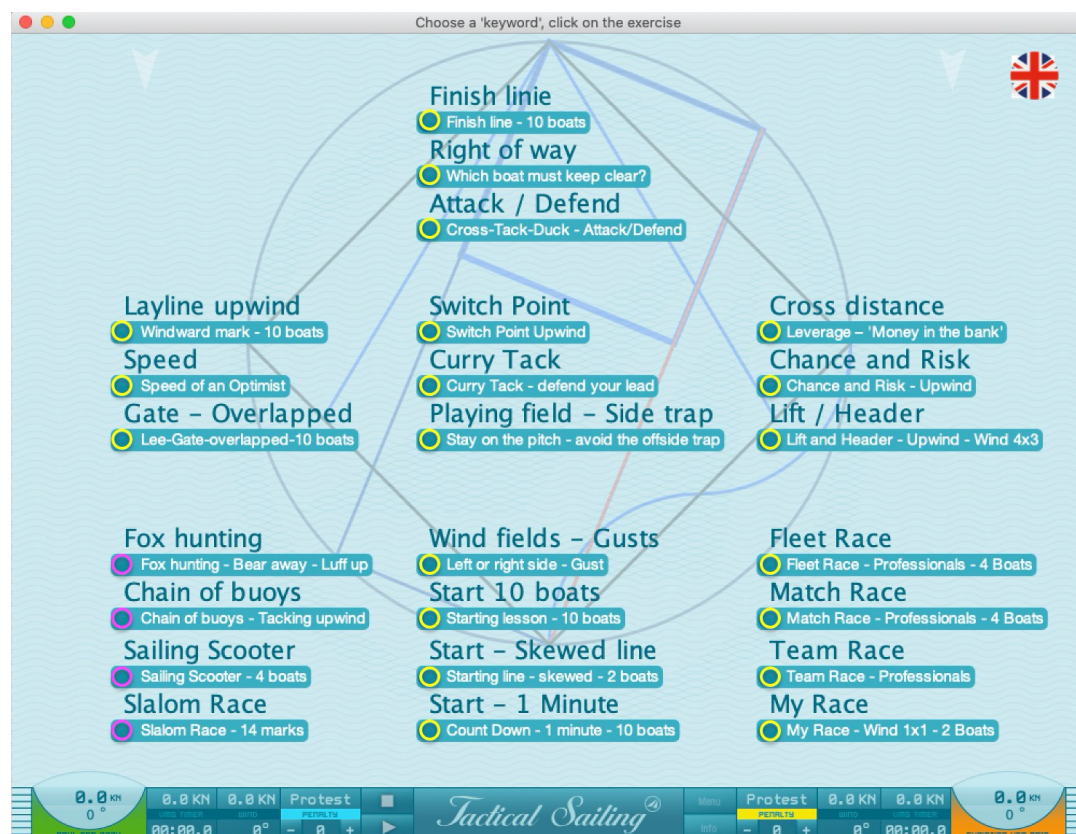 Choose a 'keyword', click on the exercise
Finish linie
Finish line - 10 boats
Right of way
Which boat must keep clear?
Attack / Defend
Cross-Tack-Duck - Attack/Defend
Layline upwind
Windward mark - 10 boats
Speed
Speed of an Optimist
Gate – Overlapped
Lee-Gate-overlapped-10 boats
Switch Point
Switch Point Upwind
Curry Tack
Curry Tack - defend your lead
Playing field – Side trap
Stay on the pitch - avoid the offside trap
Cross distance
Leverage – 'Money in the bank'
Chance and Risk
Chance and Risk - Upwind
Lift / Header
Lift and Header - Upwind - Wind 4x3
Fox hunting
Fox hunting - Bear away - Luff up
Chain of buoys
Chain of buoys - Tacking upwind
Sailing Scooter
Sailing Scooter - 4 boats
Slalom Race
Slalom Race - 14 marks
Wind fields – Gusts
Left or right side - Gust
Start 10 boats
Starting lesson - 10 boats
Start – Skewed line
Starting line - skewed - 2 boats
Start – 1 Minute
Count Down - 1 minute - 10 boats
Fleet Race
Fleet Race - Professionals - 4 Boats
Match Race
Match Race - Professionals - 4 Boats
Team Race
Team Race - Professionals
My Race
My Race - Wind 1x1 - 2 Boats
0.0 KN 0.0 KN 0.0 KN Protest Tactical Sailing Menu Protest 0.0 KN 0.0 KN 0.0 KN
0° VMG TIMER WIND PENALTY PENALTY WIND VMG TIMER 0°
00:00.0 0° - 0 + Info - 0 + 0° 00:00.0